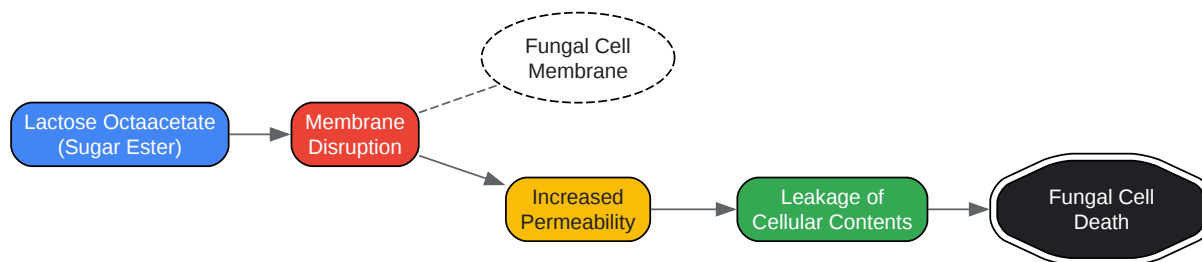 Fungal Cell
Membrane
Lactose Octaacetate
(Sugar Ester)
Membrane
Disruption
Increased
Permeability
Leakage of
Cellular Contents
Fungal Cell
Death